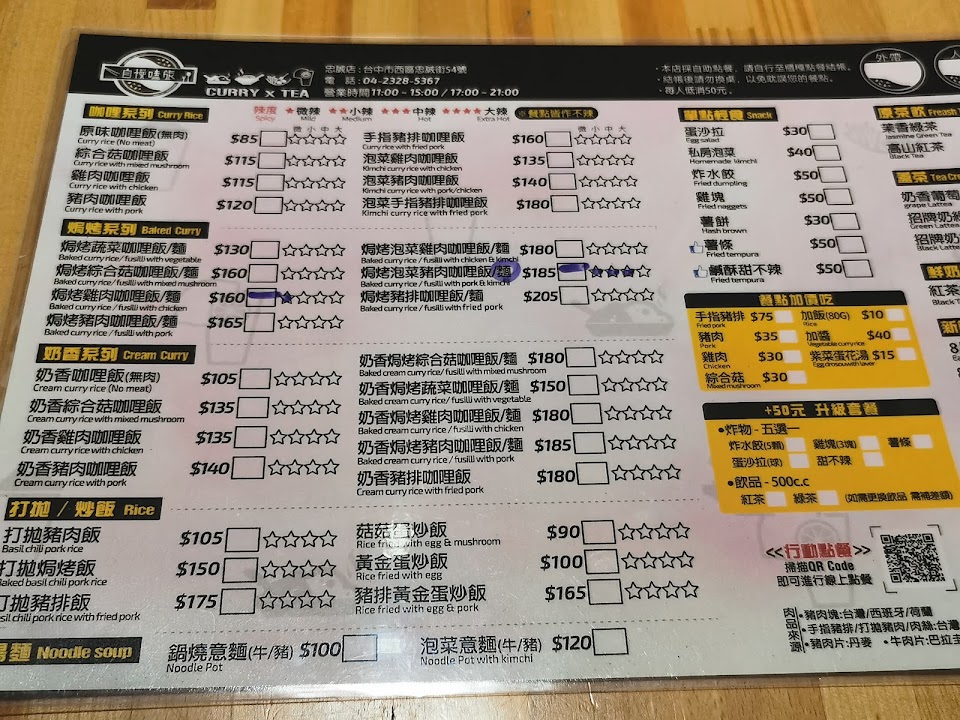 自慢味旅
CURRY x TEA
忠誠店：台中市西區忠誠街54號
電 話：04-2328-5367
營業時間11:00 ~ 15:00 / 17:00 ~ 21:00
・本店採自助點餐，請自行至櫃檯點餐結帳。
・結帳後請勿換桌，以免耽誤您的餐點。
・每人低消50元。
外帶
咖哩系列 Curry Rice
辣度 ★微辣 ★★小辣 ★★★中辣 ★★★★大辣
Spicy Mild Medium Hot Extra Hot
※餐點皆作不辣
微小中大
微小中大
原味咖哩飯(無肉) $85
Curry rice (No meat)
綜合菇咖哩飯 $115
Curry rice with mixed mushroom
雞肉咖哩飯 $115
Curry rice with chicken
豬肉咖哩飯 $120
Curry rice with pork
手指豬排咖哩飯 $160
Curry rice with fried pork
泡菜雞肉咖哩飯 $135
Kimchi curry rice with chicken
泡菜豬肉咖哩飯 $140
Kimchi curry rice with pork/chicken
泡菜手指豬排咖哩飯 $180
Kimchi curry rice with fried pork
焗烤系列 Baked Curry
焗烤蔬菜咖哩飯/麵 $130
Baked curry rice / fusilli with vegetable
焗烤綜合菇咖哩飯/麵 $160
Baked curry rice / fusilli with mixed mushroom
焗烤雞肉咖哩飯/麵 $160
Baked curry rice / fusilli with chicken
焗烤豬肉咖哩飯/麵 $165
Baked curry rice / fusilli with pork
焗烤泡菜雞肉咖哩飯/麵 $180
Baked curry rice / fusilli with chicken & kimchi
焗烤泡菜豬肉咖哩飯/麵 $185
Baked curry rice / fusilli with pork & kimchi
焗烤豬排咖哩飯/麵 $205
Baked curry rice / fusilli with fried pork
奶香系列 Cream Curry
奶香咖哩飯(無肉) $105
Cream curry rice (No meat)
奶香綜合菇咖哩飯 $135
Cream curry rice with mixed mushroom
奶香雞肉咖哩飯 $135
Cream curry rice with chicken
奶香豬肉咖哩飯 $140
Cream curry rice with pork
奶香焗烤綜合菇咖哩飯/麵 $180
Baked cream curry rice/ fusilli with mixed mushroom
奶香焗烤蔬菜咖哩飯/麵 $150
Baked cream curry rice / fusilli with vegetable
奶香焗烤雞肉咖哩飯/麵 $180
Baked cream curry rice / fusilli with chicken
奶香焗烤豬肉咖哩飯/麵 $185
Baked cream curry rice / fusilli with pork
奶香豬排咖哩飯 $180
Cream curry rice with fried pork
打拋 / 炒飯 Rice
打拋豬肉飯 $105
Basil chili pork rice
打拋焗烤飯 $150
Baked basil chili pork rice
打拋豬排飯 $175
sil chili pork rice with fried pork
菇菇蛋炒飯 $90
Rice fried with egg & mushroom
黃金蛋炒飯 $100
Rice fried with egg
豬排黃金蛋炒飯 $165
Rice fried with egg & pork
湯麵 Noodle soup
鍋燒意麵(牛/豬) $100
Noodle Pot
泡菜意麵(牛/豬) $120
Noodle Pot with kimchi
單點輕食 Snack
蛋沙拉 $30
Egg salad
私房泡菜 $40
Homemade kimchi
炸水餃 $50
Fried dumpling
雞塊 $50
Fried naggets
薯餅 $30
Hash brown
薯條 $50
Fried tempura
鹹酥甜不辣 $50
Fried tempura
餐點加價吃
手指豬排 $75
Fried pork
豬肉 $35
Pork
雞肉 $30
Chicken
綜合菇 $30
Mixed mushroom
加飯(80G) $10
Rice
加醬 $40
Vegetable curry rice
紫菜蛋花湯 $15
Egg drosou with laver
+50元 升級套餐
・炸物 - 五選一
炸水餃(5顆) 雞塊(3塊) 薯條
蛋沙拉(球) 甜不辣
・飲品 - 500c.c
紅茶 綠茶 (如需更換飲品 需補差額)
<<行動點餐>>
掃描QR Code
即可進行線上點餐
肉品來源
・豬肉塊:台灣/西班牙/荷蘭
・手指豬排/打拋豬肉/肉絲:台灣
・豬肉片:丹麥 ・牛肉片:巴拉圭
原茶飲 Freash T
茉香綠茶
Jasmine Green Tea
高山紅茶
Black Tea
Tea Cre
奶香葡萄
grape Lattea
招牌奶綠
Green Latte
招牌奶
Black Latte
鮮奶
紅茶
Black T